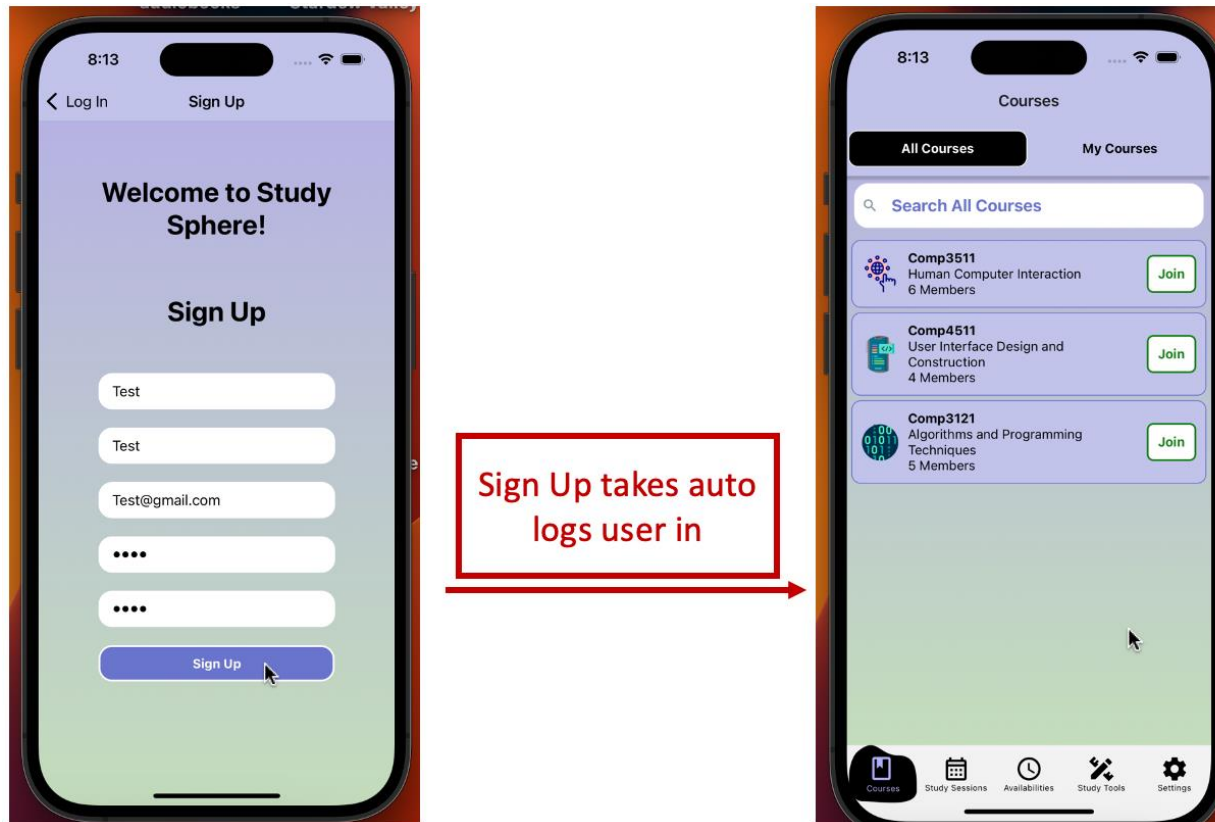 8:13
Log In
Sign Up
Welcome to Study
Sphere!
Sign Up
Test
Test
Test@gmail.com
••••
••••
Sign Up
Sign Up takes auto
logs user in
8:13
Courses
All Courses
My Courses
Search All Courses
Comp3511
Human Computer Interaction
6 Members
Join
Comp4511
User Interface Design and
Construction
4 Members
Join
Comp3121
Algorithms and Programming
Techniques
5 Members
Join
Courses
Study Sessions
Availabilities
Study Tools
Settings